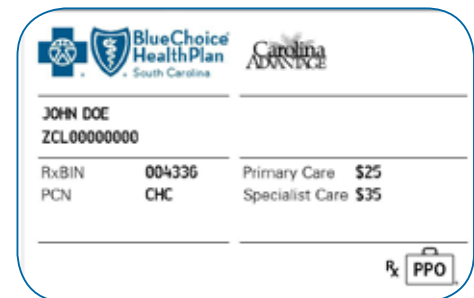 BlueChoice
HealthPlan
South Carolina
Carolina
ADVANTAGE
JOHN DOE
ZCL00000000
RxBIN 004336
PCN CHC
Primary Care $25
Specialist Care $35
Rx PPO